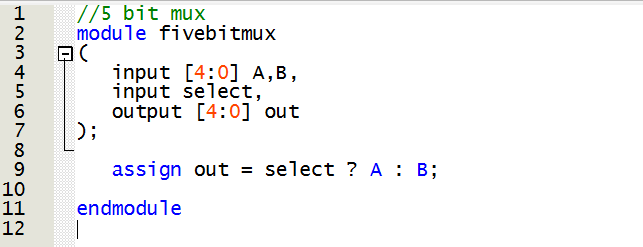 1 //5 bit mux
2 module fivebitmux
3 (
4 input [4:0] A,B,
5 input select,
6 output [4:0] out
7 );
8
9 assign out = select ? A : B;
10
11 endmodule
12